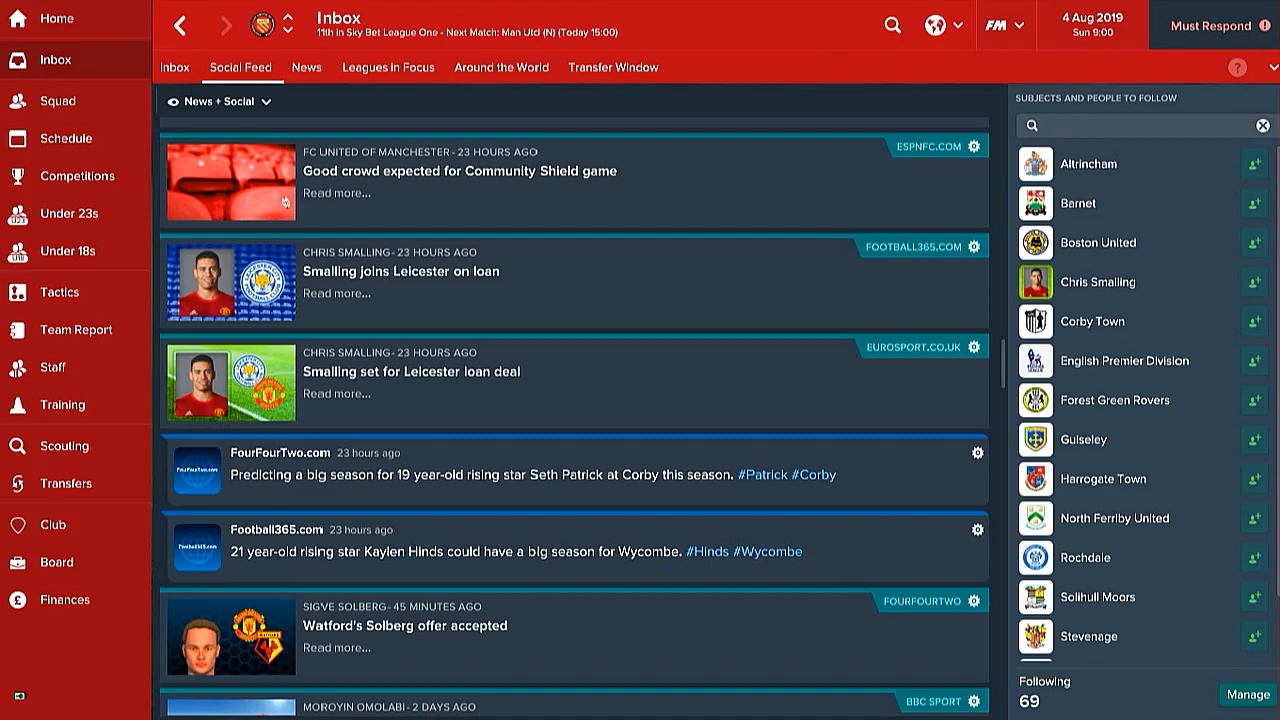 Home
Inbox
Squad
Schedule
Competitions
Under 23s
Under 18s
Tactics
Team Report
Staff
Training
Scouting
Transfers
Club
Board
Finances
Inbox
11th in Sky Bet League One - Next Match: Man Utd (N) (Today 15:00)
FM
4 Aug 2019
Sun 9:00
Must Respond
Inbox
Social Feed
News
Leagues in Focus
Around the World
Transfer Window
?
News + Social
FC UNITED OF MANCHESTER - 23 HOURS AGO
ESPNFC.COM
Good crowd expected for Community Shield game
Read more...
CHRIS SMALLING - 23 HOURS AGO
FOOTBALL365.COM
Smalling joins Leicester on loan
Read more...
CHRIS SMALLING - 23 HOURS AGO
EUROSPORT.CO.UK
Smalling set for Leicester loan deal
Read more...
FourFourTwo.com
FourFourTwo.com 23 hours ago
Predicting a big season for 19 year-old rising star Seth Patrick at Corby this season. #Patrick #Corby
Football365.com
Football365.com 23 hours ago
21 year-old rising star Kaylen Hinds could have a big season for Wycombe. #Hinds #Wycombe
SIGVE SOLBERG - 45 MINUTES AGO
FOURFOURTWO
Watford's Solberg offer accepted
Read more...
MOROYIN OMOLABI - 2 DAYS AGO
BBC SPORT
SUBJECTS AND PEOPLE TO FOLLOW
Altrincham
Barnet
Boston United
Chris Smalling
Corby Town
English Premier Division
Forest Green Rovers
Guiseley
Harrogate Town
North Ferriby United
Rochdale
Solihull Moors
Stevenage
Following
69
Manage